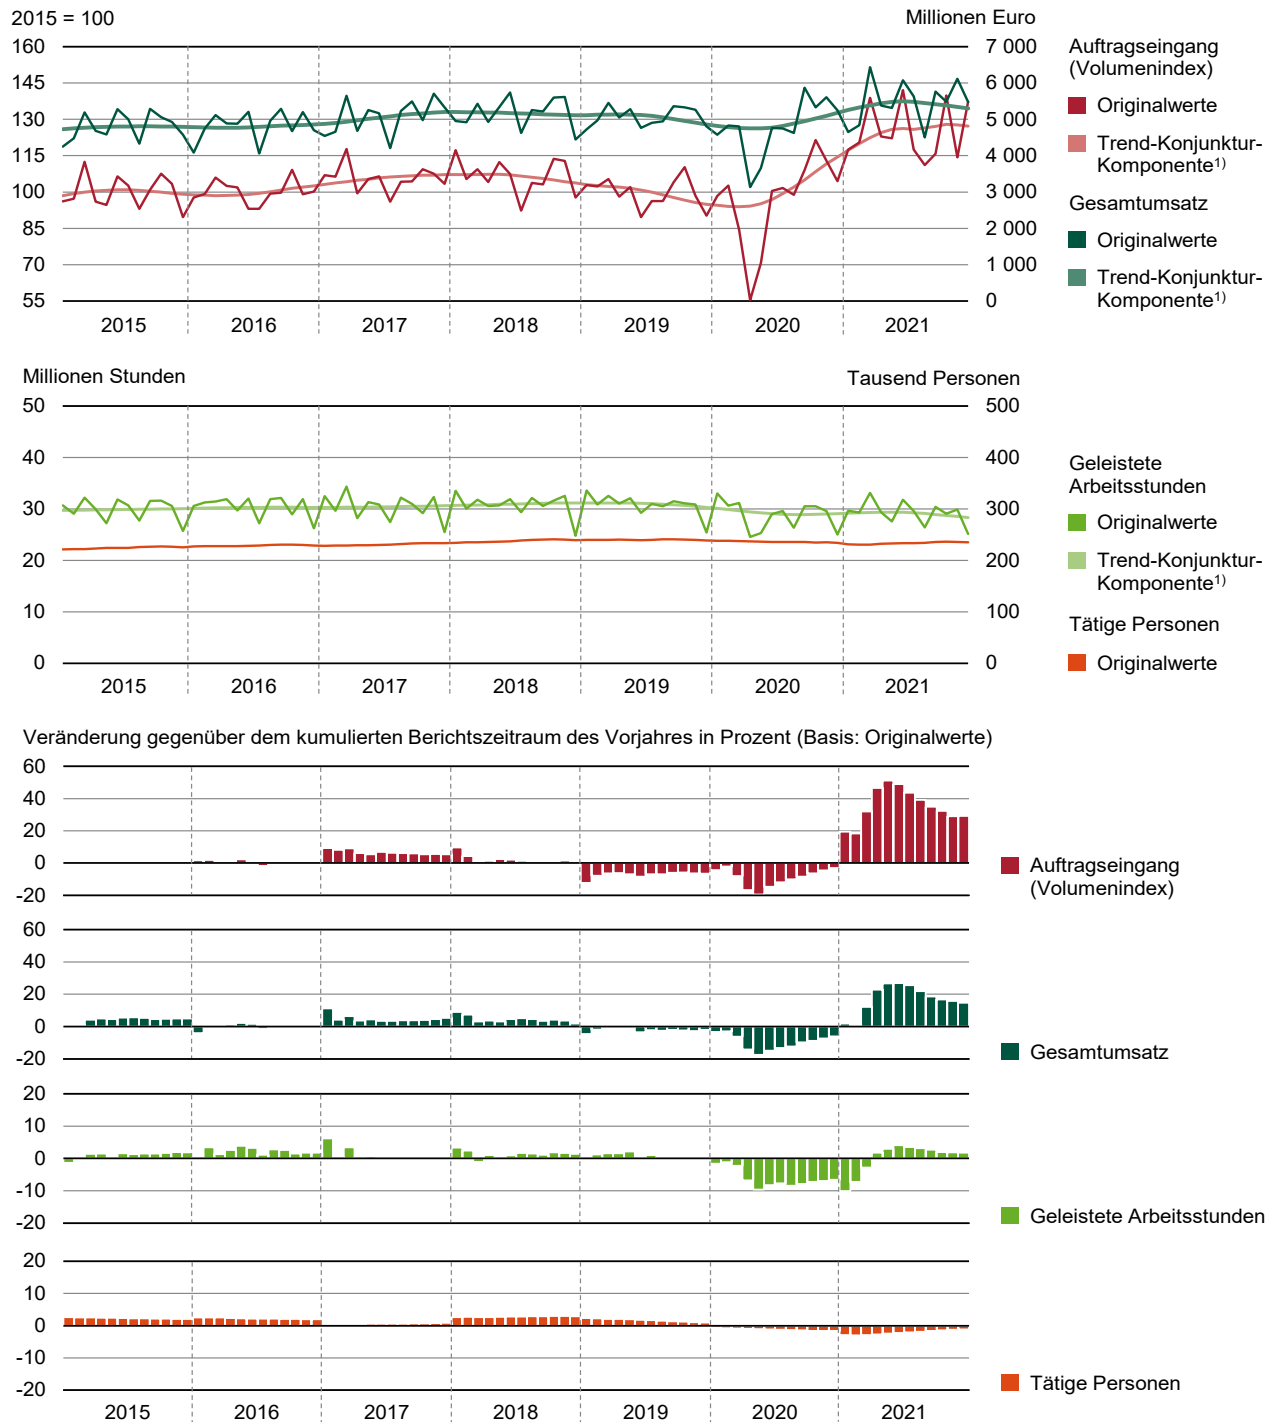 2015 = 100
Millionen Euro
160
145
130
115
100
85
70
55
7 000
6 000
5 000
4 000
3 000
2 000
1 000
0
2015
2016
2017
2018
2019
2020
2021
Auftragseingang
(Volumenindex)
Originalwerte
Trend-Konjunktur-
Komponente1)
Gesamtumsatz
Originalwerte
Trend-Konjunktur-
Komponente1)
Millionen Stunden
Tausend Personen
50
40
30
20
10
0
500
400
300
200
100
0
2015
2016
2017
2018
2019
2020
2021
Geleistete
Arbeitsstunden
Originalwerte
Trend-Konjunktur-
Komponente1)
Tätige Personen
Originalwerte
Veränderung gegenüber dem kumulierten Berichtszeitraum des Vorjahres in Prozent (Basis: Originalwerte)
60
40
20
0
-20
Auftragseingang
(Volumenindex)
60
40
20
0
-20
Gesamtumsatz
20
10
0
-10
-20
Geleistete Arbeitsstunden
20
10
0
-10
-20
Tätige Personen
2015
2016
2017
2018
2019
2020
2021